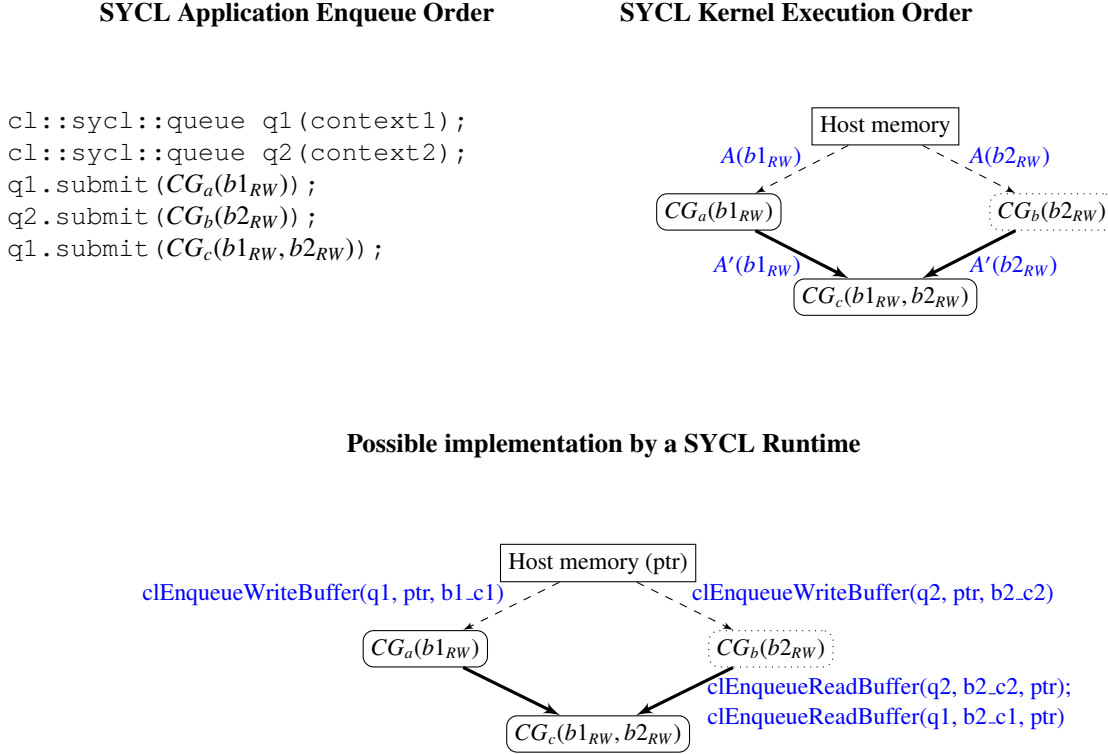 SYCL Application Enqueue Order
SYCL Kernel Execution Order
cl::sycl::queue q1(context1);
cl::sycl::queue q2(context2);
q1.submit(CGa(b1RW));
q2.submit(CGb(b2RW));
q1.submit(CGc(b1RW, b2RW));
Host memory
A(b1RW)
A(b2RW)
CGa(b1RW)
CGb(b2RW)
A′(b1RW)
A′(b2RW)
CGc(b1RW, b2RW)
Possible implementation by a SYCL Runtime
Host memory (ptr)
clEnqueueWriteBuffer(q1, ptr, b1_c1)
clEnqueueWriteBuffer(q2, ptr, b2_c2)
CGa(b1RW)
CGb(b2RW)
clEnqueueReadBuffer(q2, b2_c2, ptr);
clEnqueueReadBuffer(q1, b2_c1, ptr)
CGc(b1RW, b2RW)